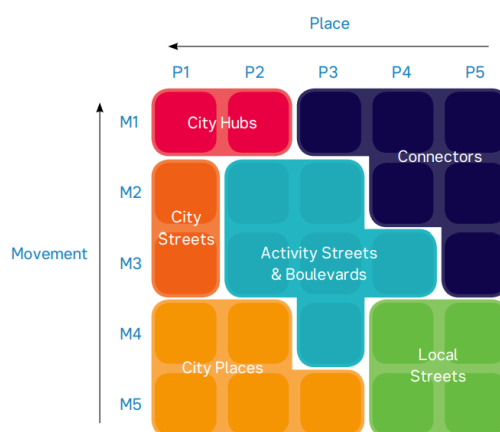 Place
P1 P2 P3 P4 P5
M1
City Hubs
Connectors
M2
City
Streets
Movement
M3
Activity Streets
& Boulevards
M4
City Places
Local
Streets
M5